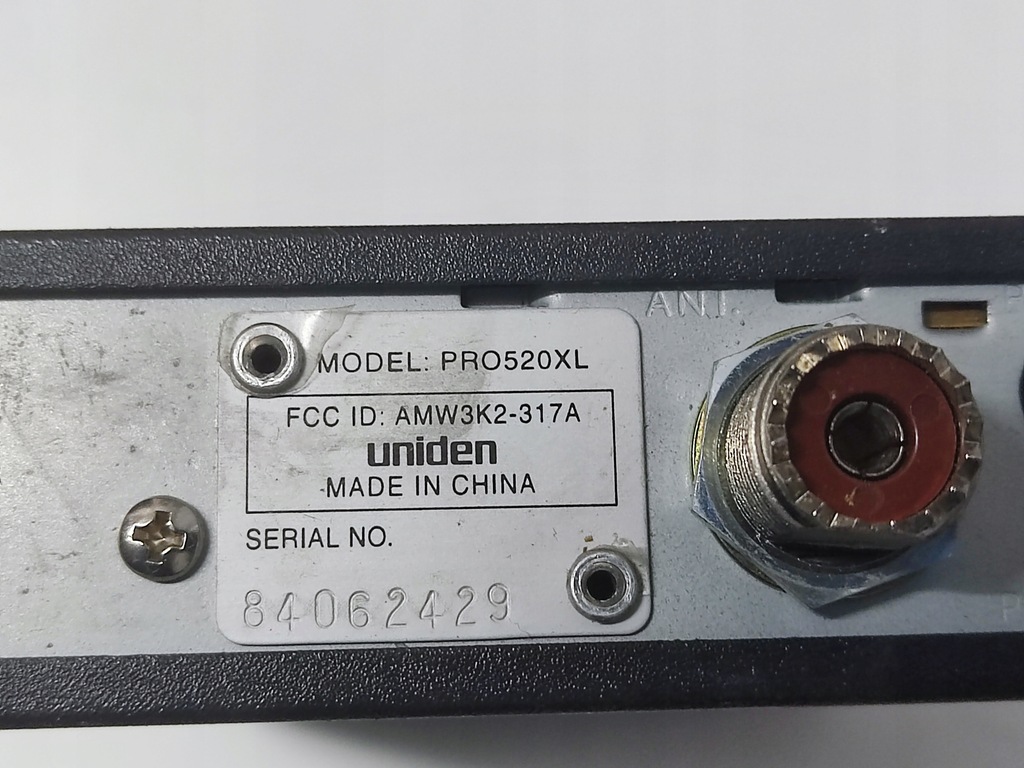 ANT.
MODEL: PRO520XL
FCC ID: AMW3K2-317A
uniden
MADE IN CHINA
SERIAL NO.
84062429